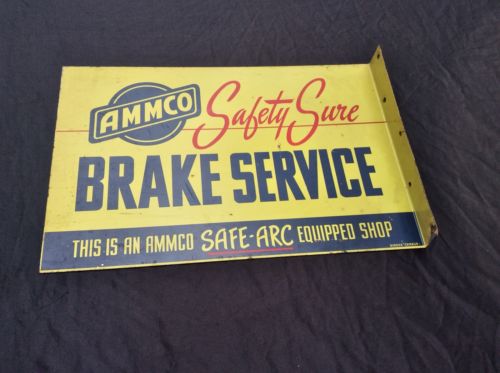 AMMCO Safety Sure
BRAKE SERVICE
THIS IS AN AMMCO SAFE-ARC EQUIPPED SHOP